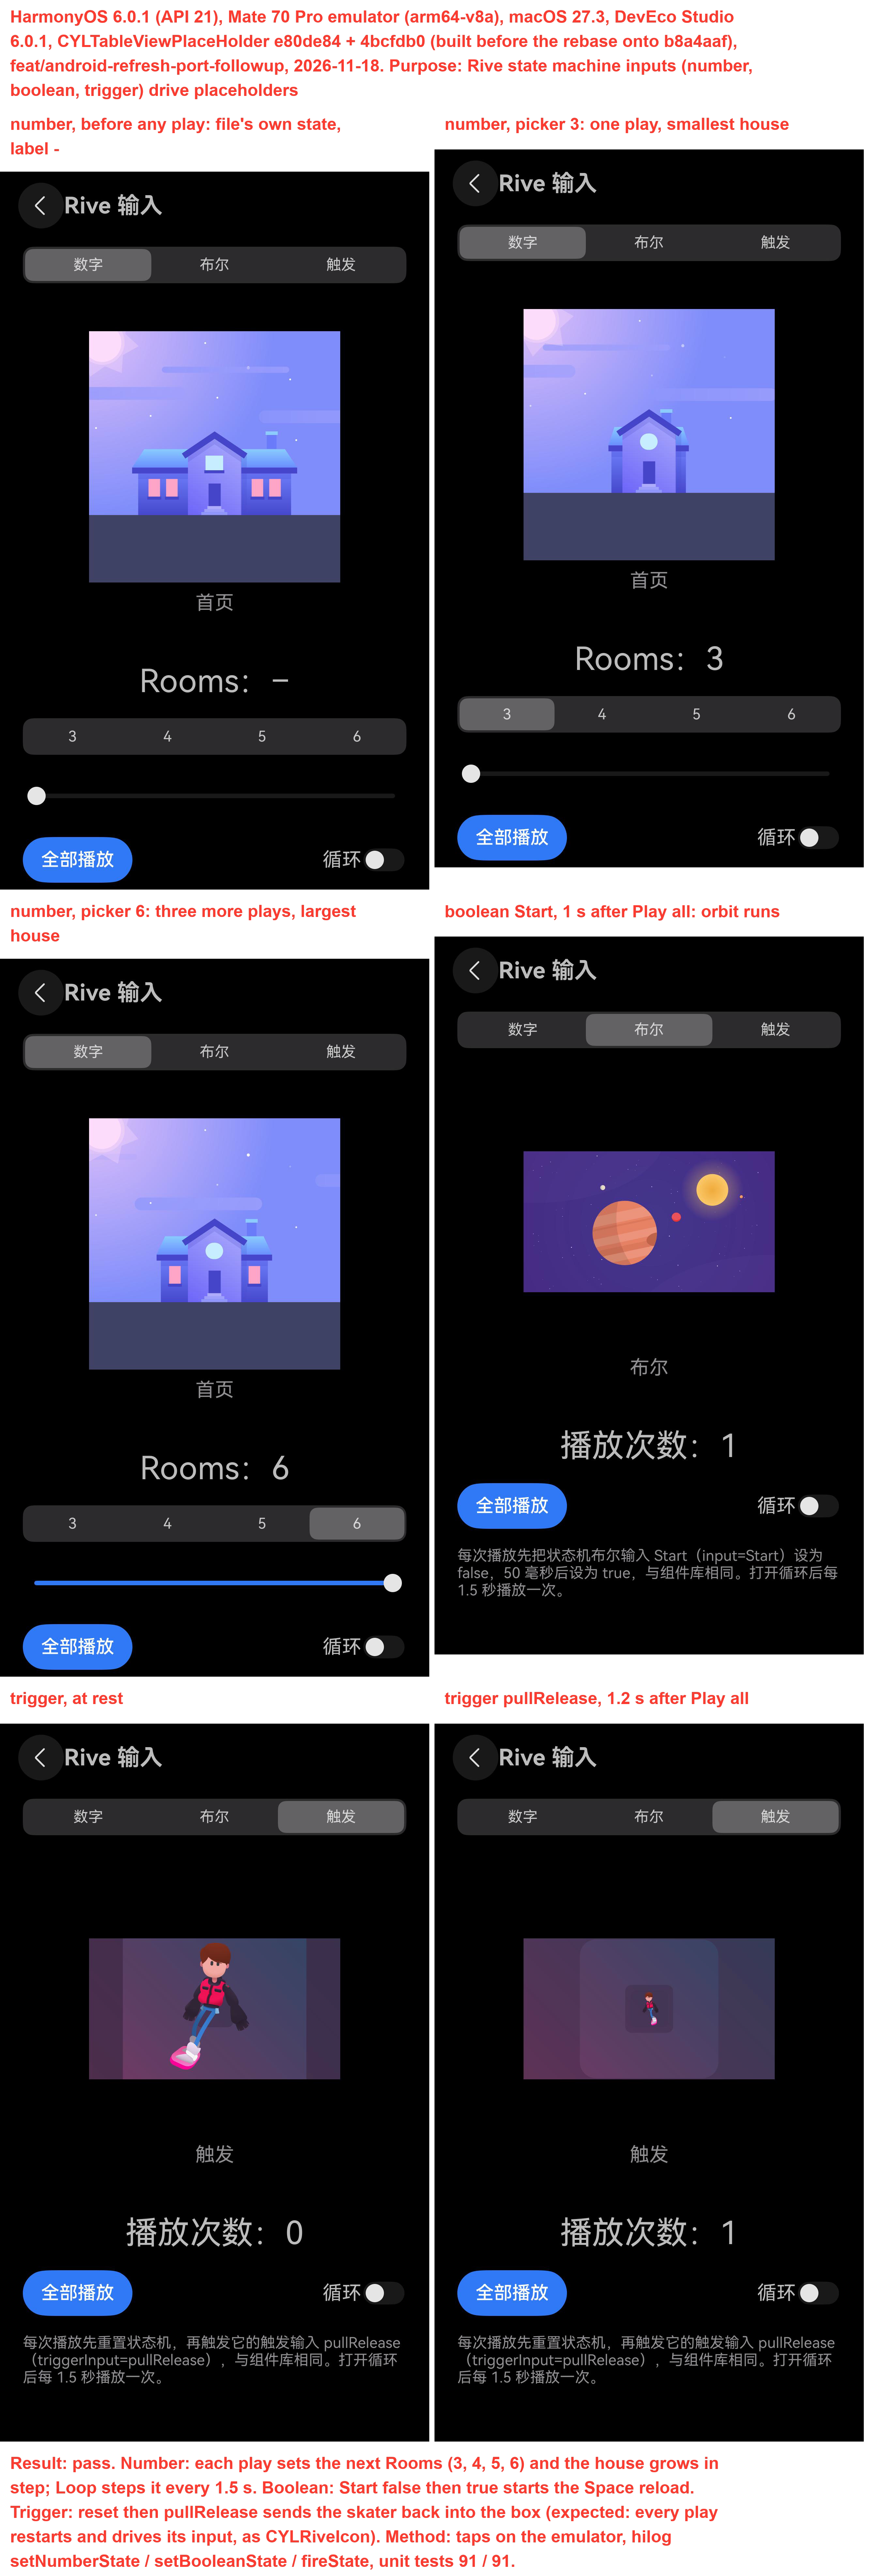 HarmonyOS 6.0.1 (API 21), Mate 70 Pro emulator (arm64-v8a), macOS 27.3, DevEco Studio
6.0.1, CYLTableViewPlaceHolder e80de84 + 4bcfdb0 (built before the rebase onto b8a4aaf),
feat/android-refresh-port-followup, 2026-11-18. Purpose: Rive state machine inputs (number,
boolean, trigger) drive placeholders
number, before any play: file's own state,
label -
Rive 输入
数字 布尔 触发
首页
Rooms: –
3 4 5 6
全部播放 循环
number, picker 3: one play, smallest house
Rive 输入
数字 布尔 触发
首页
Rooms: 3
3 4 5 6
全部播放 循环
number, picker 6: three more plays, largest
house
Rive 输入
数字 布尔 触发
首页
Rooms: 6
3 4 5 6
全部播放 循环
boolean Start, 1 s after Play all: orbit runs
Rive 输入
数字 布尔 触发
布尔
播放次数：1
全部播放 循环
每次播放先把状态机布尔输入 Start（input=Start）设为
false，50 毫秒后设为 true，与组件库相同。打开循环后每
1.5 秒播放一次。
trigger, at rest
Rive 输入
数字 布尔 触发
触发
播放次数：0
全部播放 循环
每次播放先重置状态机，再触发它的触发输入 pullRelease
（triggerInput=pullRelease），与组件库相同。打开循环
后每 1.5 秒播放一次。
trigger pullRelease, 1.2 s after Play all
Rive 输入
数字 布尔 触发
触发
播放次数：1
全部播放 循环
每次播放先重置状态机，再触发它的触发输入 pullRelease
（triggerInput=pullRelease），与组件库相同。打开循环
后每 1.5 秒播放一次。
Result: pass. Number: each play sets the next Rooms (3, 4, 5, 6) and the house grows in
step; Loop steps it every 1.5 s. Boolean: Start false then true starts the Space reload.
Trigger: reset then pullRelease sends the skater back into the box (expected: every play
restarts and drives its input, as CYLRiveIcon). Method: taps on the emulator, hilog
setNumberState / setBooleanState / fireState, unit tests 91 / 91.